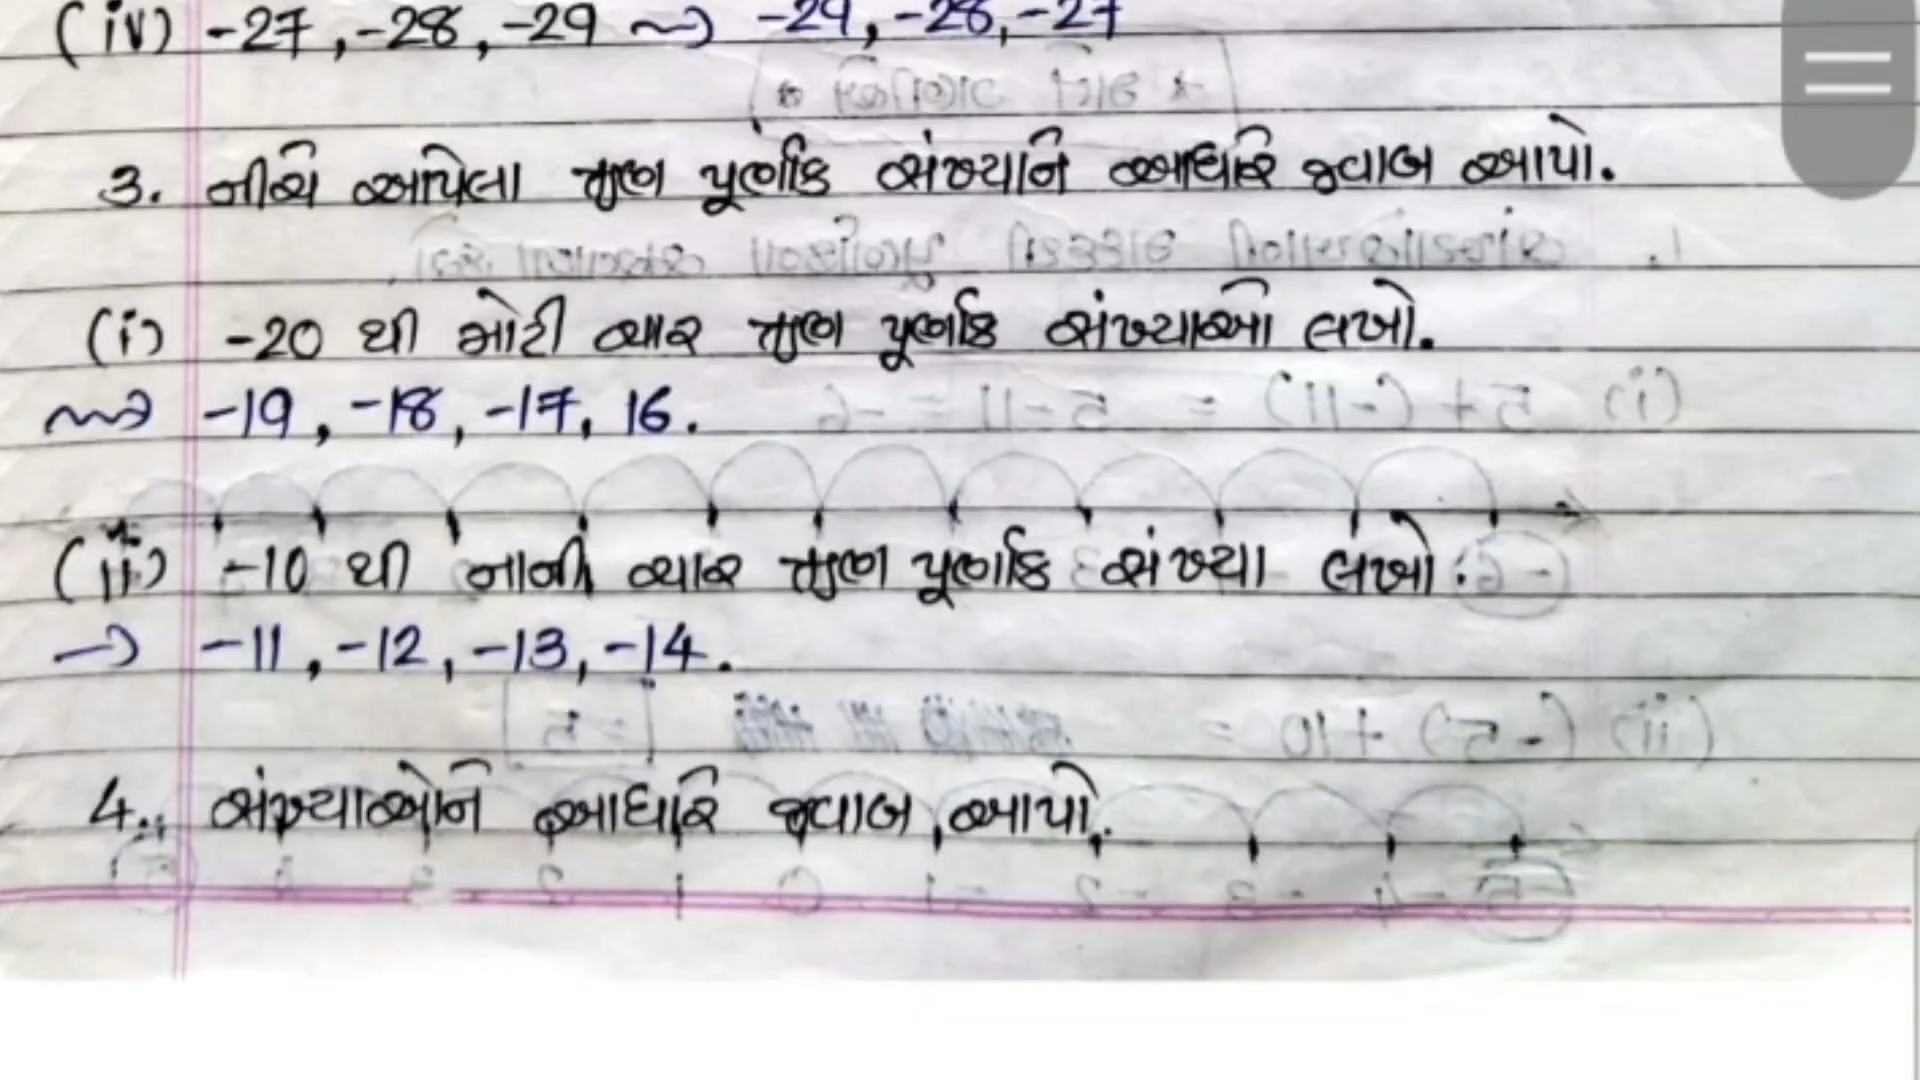 (iv) -27, -28, -29 ~> -29, -28, -27
3. નીચે આપેલા ઋણ પૂર્ણાંક સંખ્યાને આધારે જવાબ આપો.
(i) -20 થી મોટી ચાર ઋણ પૂર્ણાંક સંખ્યાઓ લખો.
~> -19, -18, -17, 16.
(ii) -10 થી નાની ચાર ઋણ પૂર્ણાંક સંખ્યા લખો.
-> -11, -12, -13, -14.
4. સંખ્યાઓને આધારે જવાબ આપો.